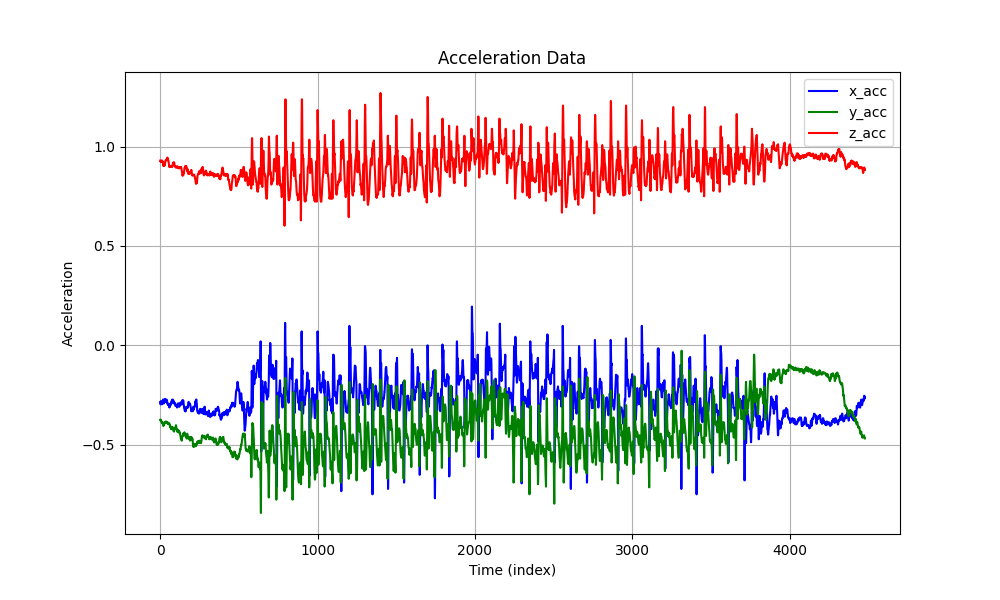 Acceleration Data
x_acc
y_acc
z_acc
1.0
0.5
0.0
−0.5
Acceleration
0 1000 2000 3000 4000
Time (index)